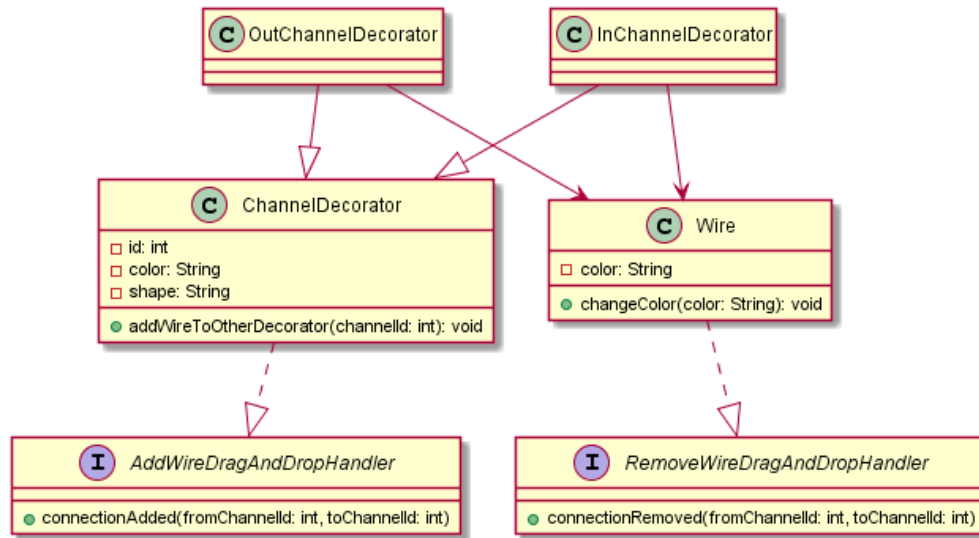 C OutChannelDecorator
C InChannelDecorator
C ChannelDecorator
id: int
color: String
shape: String
addWireToOtherDecorator(channelId: int): void
C Wire
color: String
changeColor(color: String): void
I AddWireDragAndDropHandler
connectionAdded(fromChannelId: int, toChannelId: int)
I RemoveWireDragAndDropHandler
connectionRemoved(fromChannelId: int, toChannelId: int)